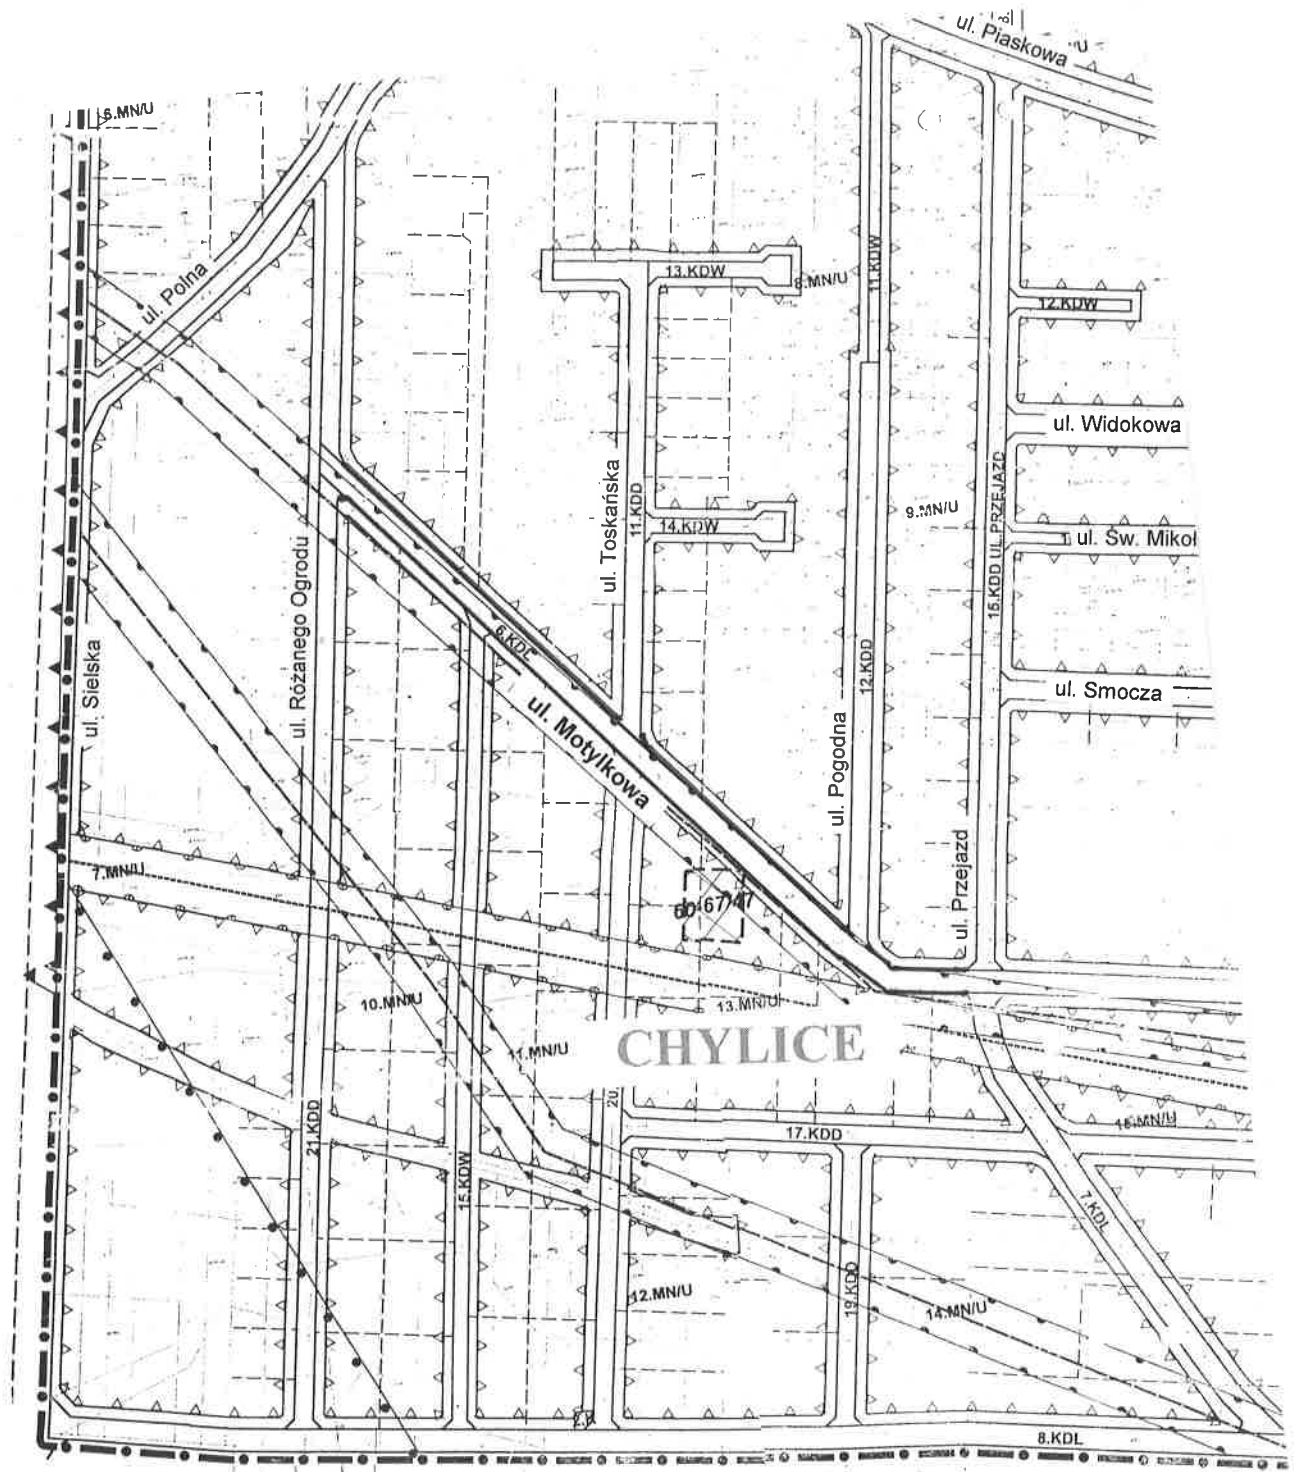 ul. Piaskowa
6.MN/U
ul. Polna
13.KDW
8.MN/U
11.KDW
12.KDW
ul. Widokowa
ul. Toskańska
11.KDD
14.KDW
9.MN/U
15.KDD UL.PRZEJAZD
ul. Św. Mikoł
ul. Różanego Ogrodu
6.KDL
ul. Sielska
ul. Motylkowa
12.KDD
ul. Pogodna
ul. Smocza
ul. Przejazd
7.MN/U
10.MN/U
13.MN/U
CHYLICE
11.MN/U
21.KDD
15.KDW
17.KDD
15.MN/U
7.KDL
12.MN/U
19.KDD
14.MN/U
8.KDL